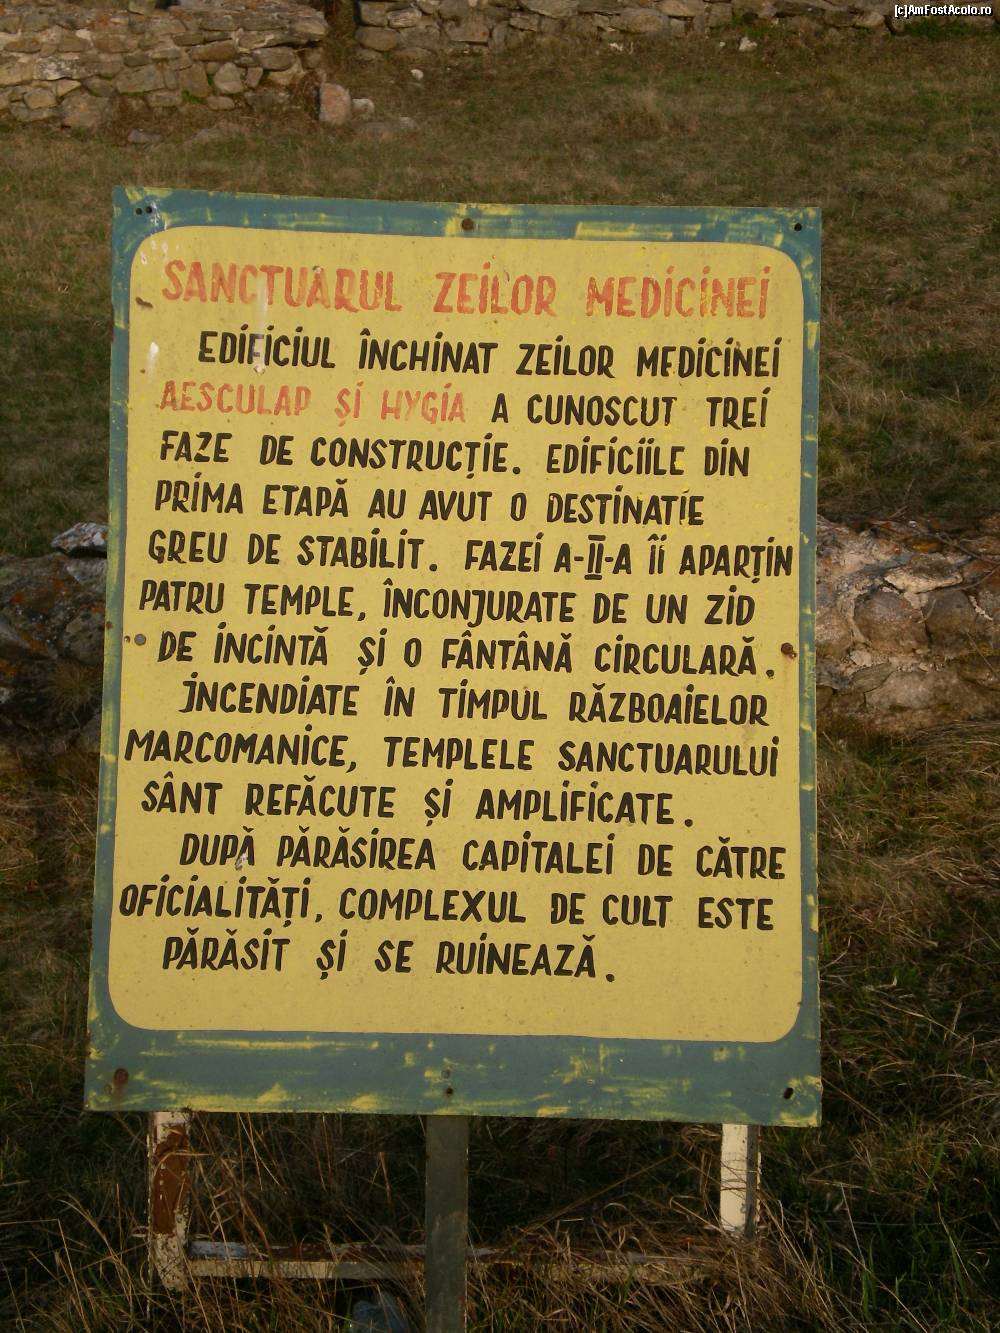 [c]AmFostAcolo.ro
SANCTUARUL ZEILOR MEDICINEI
EDIFICIUL ÎNCHINAT ZEILOR MEDICINEI
AESCULAP ȘI HYGIA A CUNOSCUT TREI
FAZE DE CONSTRUCȚIE. EDIFICIILE DIN
PRIMA ETAPĂ AU AVUT O DESTINATIE
GREU DE STABILIT. FAZEI A-II-A ÎI APARȚIN
PATRU TEMPLE, ÎNCONJURATE DE UN ZID
DE INCINTĂ ȘI O FÂNTÂNĂ CIRCULARĂ.
INCENDIATE ÎN TIMPUL RĂZBOAIELOR
MARCOMANICE, TEMPLELE SANCTUARULUI
SÂNT REFĂCUTE ȘI AMPLIFICATE.
DUPĂ PĂRĂSIREA CAPITALEI DE CĂTRE
OFICIALITĂȚI, COMPLEXUL DE CULT ESTE
PĂRĂSIT ȘI SE RUINEAZĂ.